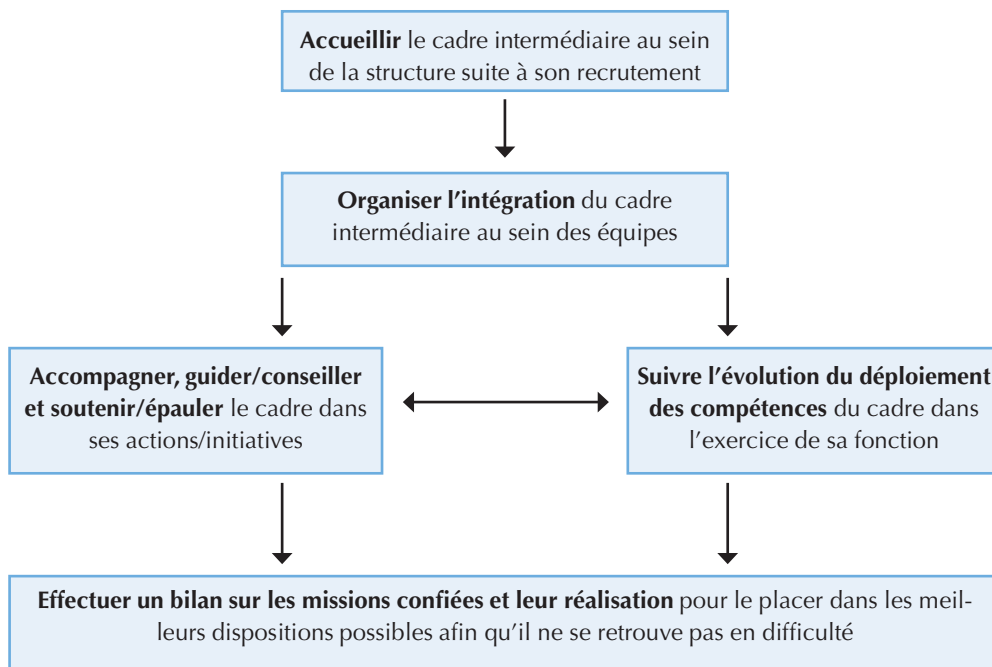 Accueillir le cadre intermédiaire au sein
de la structure suite à son recrutement
Organiser l’intégration du cadre
intermédiaire au sein des équipes
Accompagner, guider/conseiller
et soutenir/épauler le cadre dans
ses actions/initiatives
Suivre l’évolution du déploiement
des compétences du cadre dans
l’exercice de sa fonction
Effectuer un bilan sur les missions confiées et leur réalisation pour le placer dans les meil-
leurs dispositions possibles afin qu’il ne se retrouve pas en difficulté